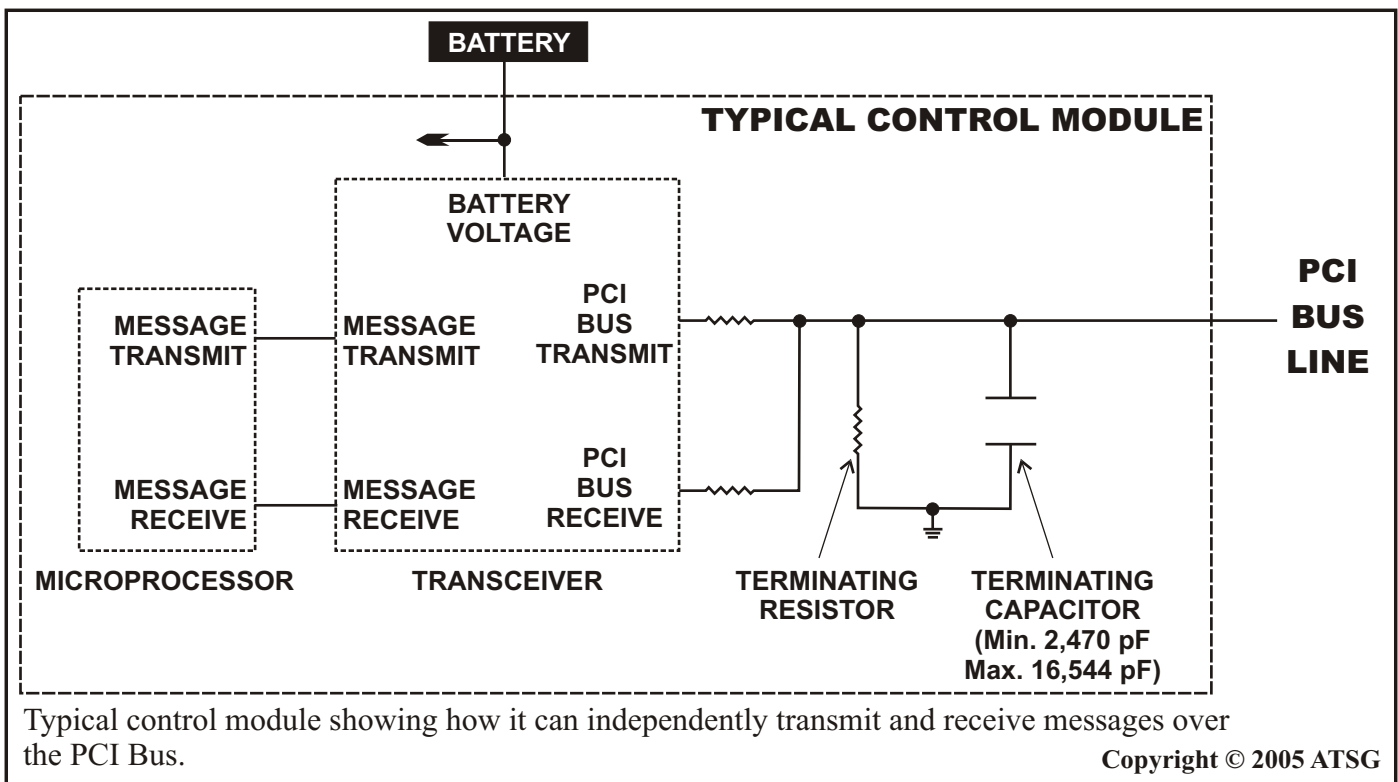 BATTERY
TYPICAL CONTROL MODULE
BATTERY
VOLTAGE
MESSAGE
TRANSMIT
MESSAGE
TRANSMIT
PCI
BUS
TRANSMIT
PCI
BUS
LINE
MESSAGE
RECEIVE
MESSAGE
RECEIVE
PCI
BUS
RECEIVE
MICROPROCESSOR
TRANSCEIVER
TERMINATING
RESISTOR
TERMINATING
CAPACITOR
(Min. 2,470 pF
Max. 16,544 pF)
Typical control module showing how it can independently transmit and receive messages over
the PCI Bus.
Copyright © 2005 ATSG